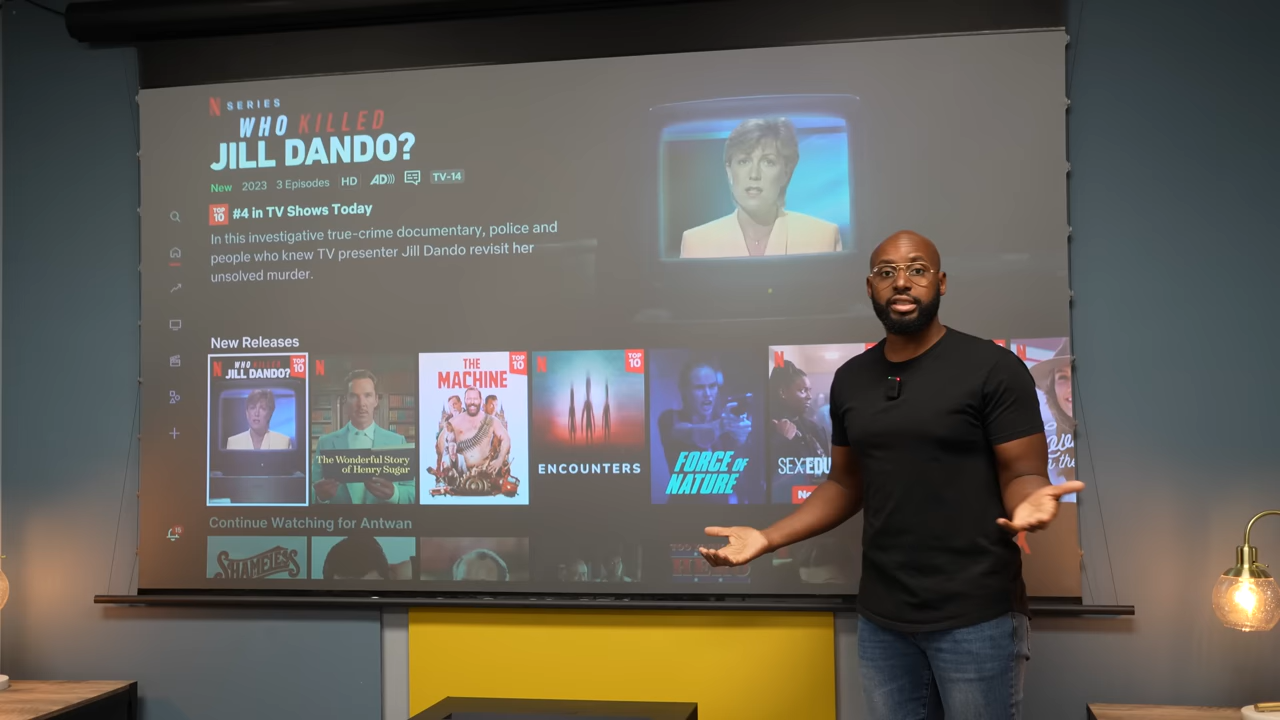 N SERIES
WHO KILLED
JILL DANDO?
New 2023 3 Episodes HD AD))) TV-14
TOP 10 #4 in TV Shows Today
In this investigative true-crime documentary, police and
people who knew TV presenter Jill Dando revisit her
unsolved murder.
New Releases
N WHO KILLED JILL DANDO? TOP 10
N The Wonderful Story
of Henry Sugar
THE MACHINE TOP 10
N ENCOUNTERS TOP 10
FORCE OF
NATURE
N SEX EDU
N
Continue Watching for Antwan
SHAMELESS
15